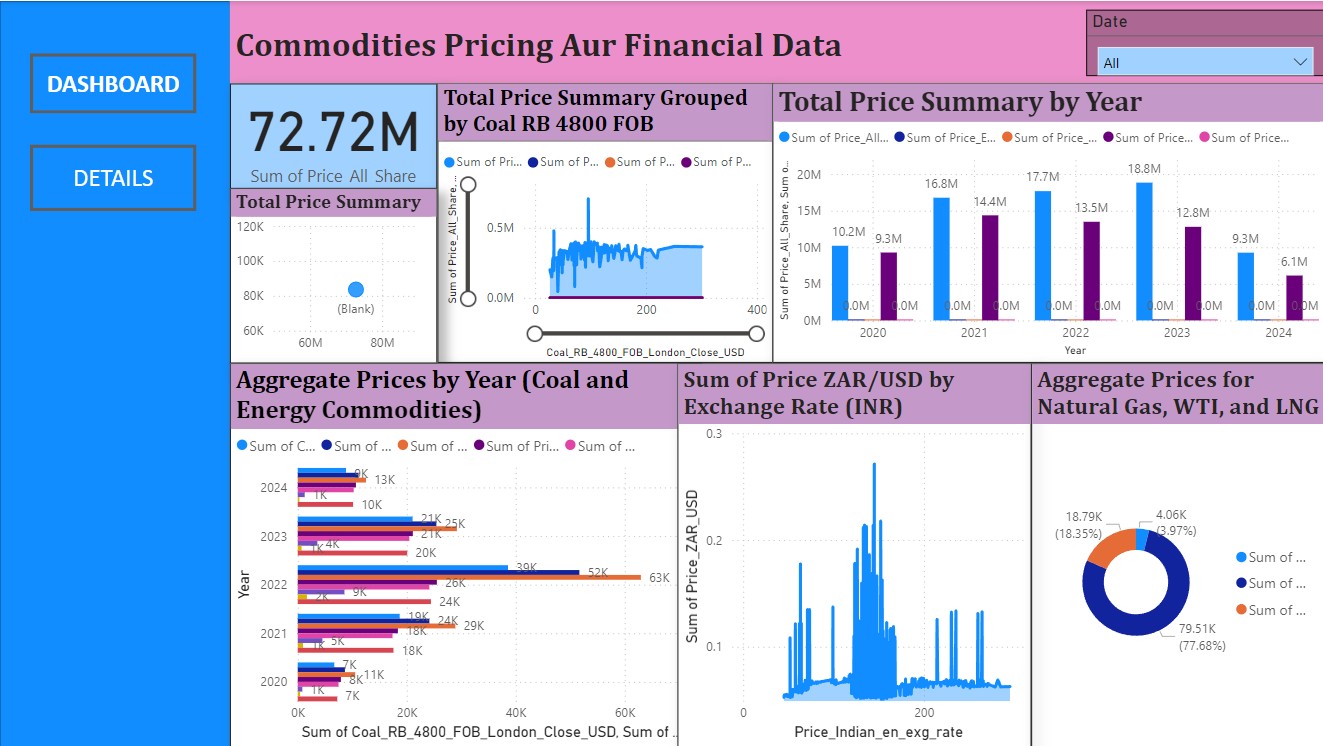 Commodities Pricing Aur Financial Data
Date
All
DASHBOARD
DETAILS
72.72M
Sum of Price_All_Share
Total Price Summary
120K
100K
80K
60K
(Blank)
60M 80M
Total Price Summary Grouped
by Coal RB 4800 FOB
Sum of Pri... Sum of P... Sum of P... Sum of P...
Sum of Price_All_Share, ...
0.5M
0.0M
0 200 400
Coal_RB_4800_FOB_London_Close_USD
Total Price Summary by Year
Sum of Price_All... Sum of Price_E... Sum of Price_... Sum of Price... Sum of Price...
Sum of Price_All_Share, Sum o...
20M
15M
10M
5M
0M
10.2M 9.3M 0.0M 0.0M
16.8M 14.4M 0.0M 0.0M
17.7M 13.5M 0.0M 0.0M
18.8M 12.8M 0.0M 0.0M
9.3M 6.1M 0.0M 0.0M
2020 2021 2022 2023 2024
Year
Aggregate Prices by Year (Coal and
Energy Commodities)
Sum of C... Sum of ... Sum of ... Sum of Pri... Sum of ...
Year
2024
9K
13K
1K
10K
2023
21K
25K
21K
4K
1K
20K
2022
39K
52K
63K
26K
9K
2K
24K
2021
19K
24K
29K
18K
5K
1K
18K
2020
7K
11K
8K
1K
7K
0K 20K 40K 60K
Sum of Coal_RB_4800_FOB_London_Close_USD, Sum of ...
Sum of Price ZAR/USD by
Exchange Rate (INR)
Sum of Price_ZAR_USD
0.3
0.2
0.1
0 200
Price_Indian_en_exg_rate
Aggregate Prices for
Natural Gas, WTI, and LNG
18.79K
(18.35%)
4.06K
(3.97%)
79.51K
(77.68%)
Sum of ...
Sum of ...
Sum of ...